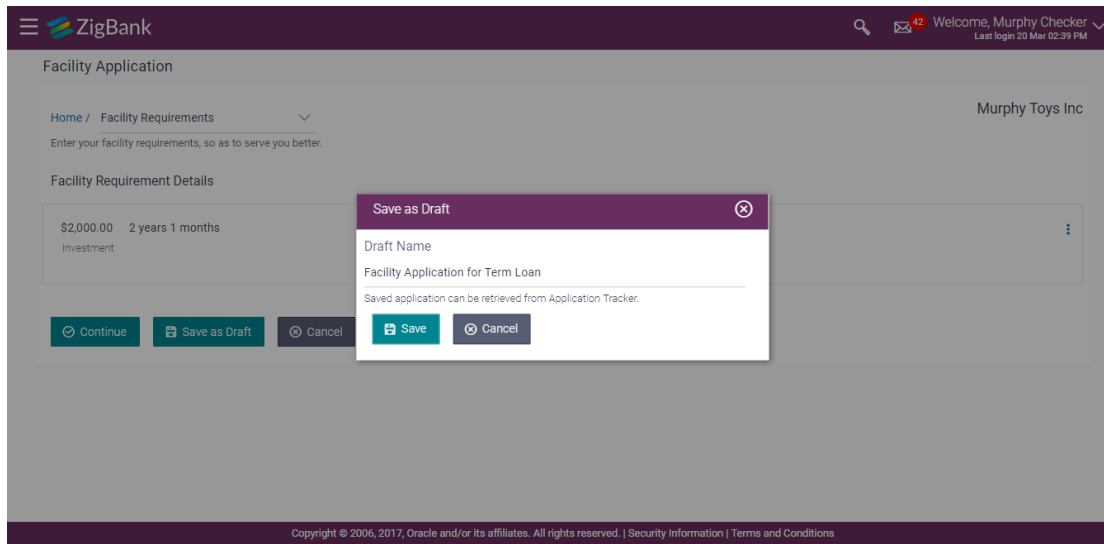 ZigBank
42
Welcome, Murphy Checker
Last login 20 Mar 02:39 PM
Facility Application
Home / Facility Requirements
Murphy Toys Inc
Enter your facility requirements, so as to serve you better.
Facility Requirement Details
$2,000.00 2 years 1 months
Investment
Save as Draft
Draft Name
Facility Application for Term Loan
Saved application can be retrieved from Application Tracker.
Save Cancel
Continue Save as Draft Cancel
Copyright © 2006, 2017, Oracle and/or its affiliates. All rights reserved. | Security Information | Terms and Conditions